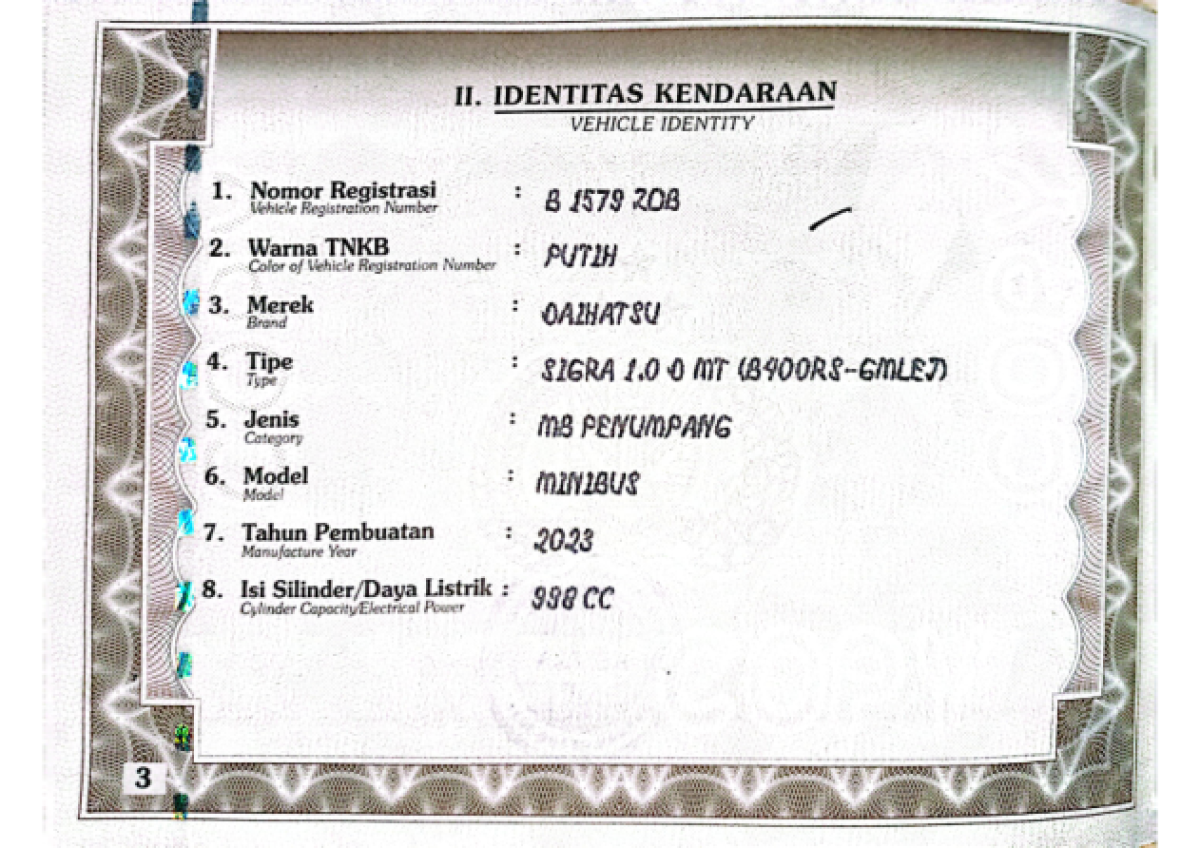 II. IDENTITAS KENDARAAN
VEHICLE IDENTITY
1. Nomor Registrasi : B 1579 ZOB
Vehicle Registration Number
2. Warna TNKB : PUTIH
Color of Vehicle Registration Number
3. Merek : DAIHATSU
Brand
4. Tipe : SIGRA 1.0 D MT (B400RS-GMLEJ)
Type
5. Jenis : MB PENUMPANG
Category
6. Model : MINIBUS
Model
7. Tahun Pembuatan : 2023
Manufacture Year
8. Isi Silinder/Daya Listrik : 998 CC
Cylinder Capacity/Electrical Power
3